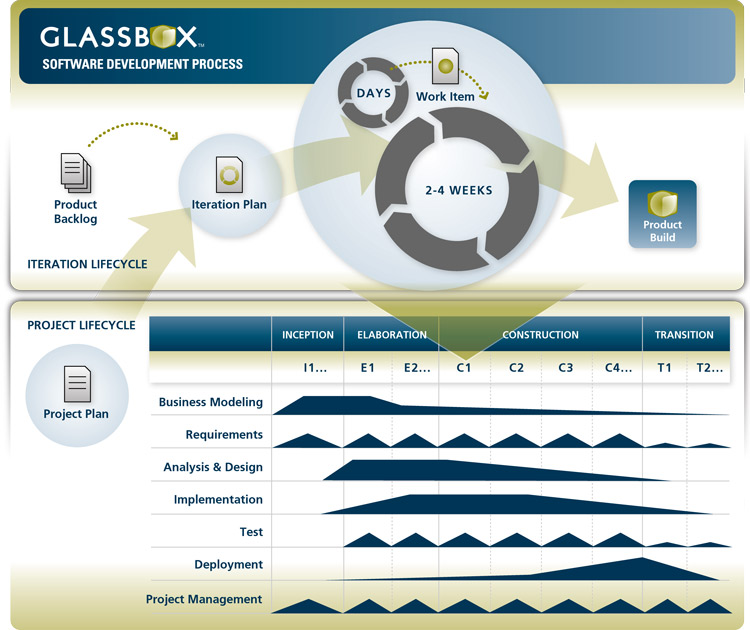 GLASSBOX™
SOFTWARE DEVELOPMENT PROCESS
DAYS
Work Item
2-4 WEEKS
Product
Backlog
Iteration Plan
Product
Build
ITERATION LIFECYCLE
PROJECT LIFECYCLE
Project Plan
INCEPTION ELABORATION CONSTRUCTION TRANSITION
I1... E1 E2... C1 C2 C3 C4... T1 T2...
Business Modeling
Requirements
Analysis & Design
Implementation
Test
Deployment
Project Management